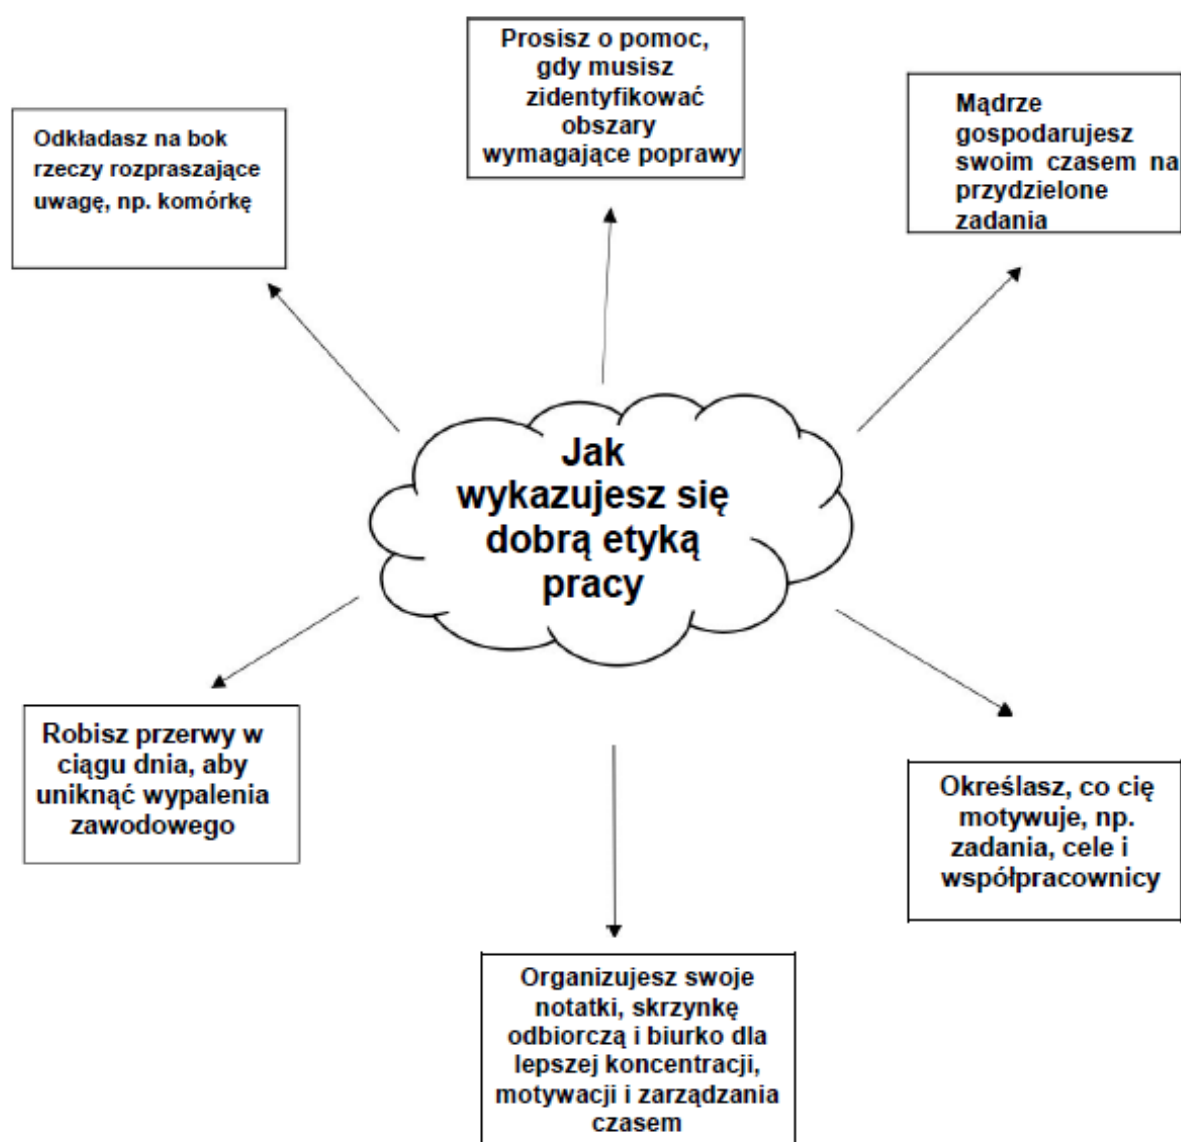 Prosisz o pomoc,
gdy musisz
zidentyfikować
obszary
wymagające poprawy
Odkładasz na bok
rzeczy rozpraszające
uwagę, np. komórkę
Mądrze
gospodarujesz
swoim czasem na
przydzielone
zadania
Jak
wykazujesz się
dobrą etyką
pracy
Robisz przerwy w
ciągu dnia, aby
uniknąć wypalenia
zawodowego
Określasz, co cię
motywuje, np.
zadania, cele i
współpracownicy
Organizujesz swoje
notatki, skrzynkę
odbiorczą i biurko dla
lepszej koncentracji,
motywacji i zarządzania
czasem